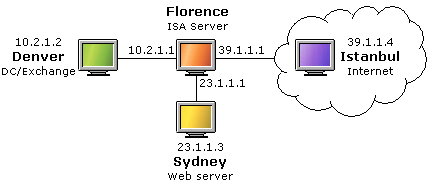 Florence
ISA Server
10.2.1.2
Denver
DC/Exchange
10.2.1.1
39.1.1.1
39.1.1.4
Istanbul
Internet
23.1.1.1
23.1.1.3
Sydney
Web server